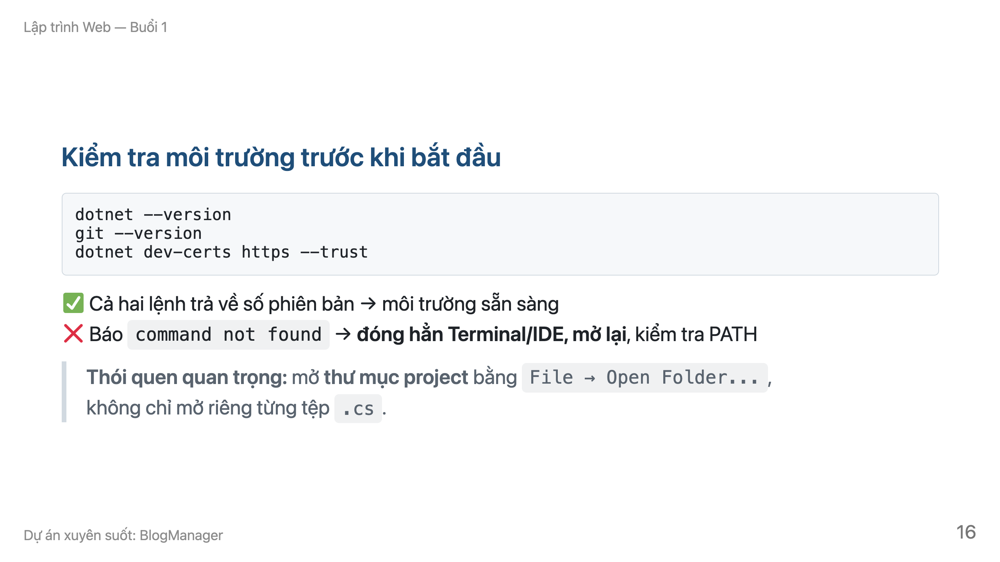 Lập trình Web — Buổi 1
Kiểm tra môi trường trước khi bắt đầu
dotnet --version
git --version
dotnet dev-certs https --trust
✅ Cả hai lệnh trả về số phiên bản → môi trường sẵn sàng
❌ Báo command not found → đóng hẳn Terminal/IDE, mở lại, kiểm tra PATH
Thói quen quan trọng: mở thư mục project bằng File → Open Folder... ,
không chỉ mở riêng từng tệp .cs .
Dự án xuyên suốt: BlogManager
16